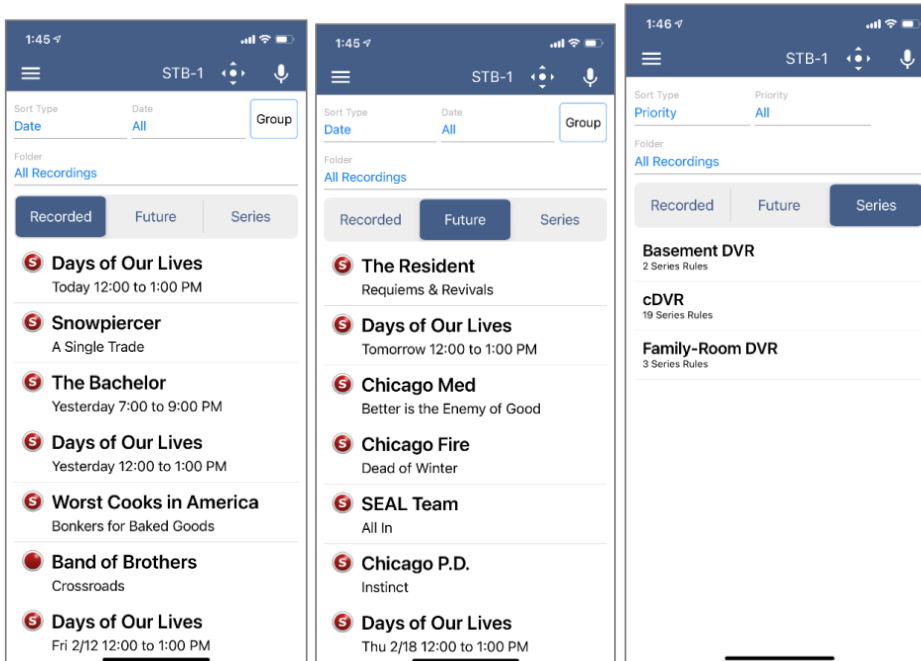 1:45
STB-1
Sort Type
Date
Date
All
Group
Folder
All Recordings
Recorded
Future
Series
S Days of Our Lives
Today 12:00 to 1:00 PM
S Snowpiercer
A Single Trade
S The Bachelor
Yesterday 7:00 to 9:00 PM
S Days of Our Lives
Yesterday 12:00 to 1:00 PM
S Worst Cooks in America
Bonkers for Baked Goods
Band of Brothers
Crossroads
S Days of Our Lives
Fri 2/12 12:00 to 1:00 PM
1:45
STB-1
Sort Type
Date
Date
All
Group
Folder
All Recordings
Recorded
Future
Series
S The Resident
Requiems & Revivals
S Days of Our Lives
Tomorrow 12:00 to 1:00 PM
S Chicago Med
Better is the Enemy of Good
S Chicago Fire
Dead of Winter
S SEAL Team
All In
S Chicago P.D.
Instinct
S Days of Our Lives
Thu 2/18 12:00 to 1:00 PM
1:46
STB-1
Sort Type
Priority
Priority
All
Folder
All Recordings
Recorded
Future
Series
Basement DVR
2 Series Rules
cDVR
19 Series Rules
Family-Room DVR
3 Series Rules